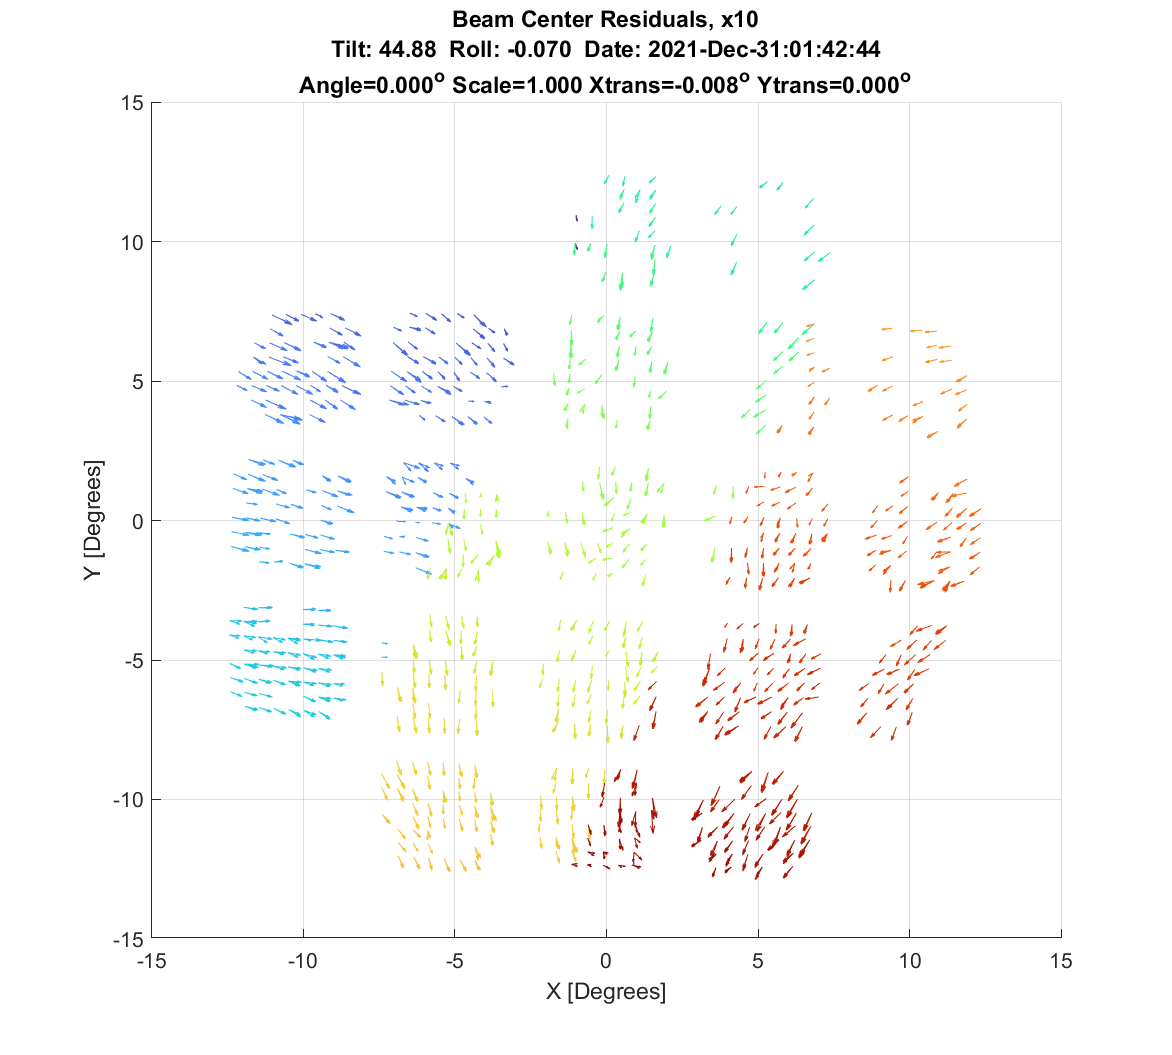 Beam Center Residuals, x10
Tilt: 44.88 Roll: -0.070 Date: 2021-Dec-31:01:42:44
Angle=0.000° Scale=1.000 Xtrans=-0.008° Ytrans=0.000°
15
10
5
0
-5
-10
-15
Y [Degrees]
-15 -10 -5 0 5 10 15
X [Degrees]